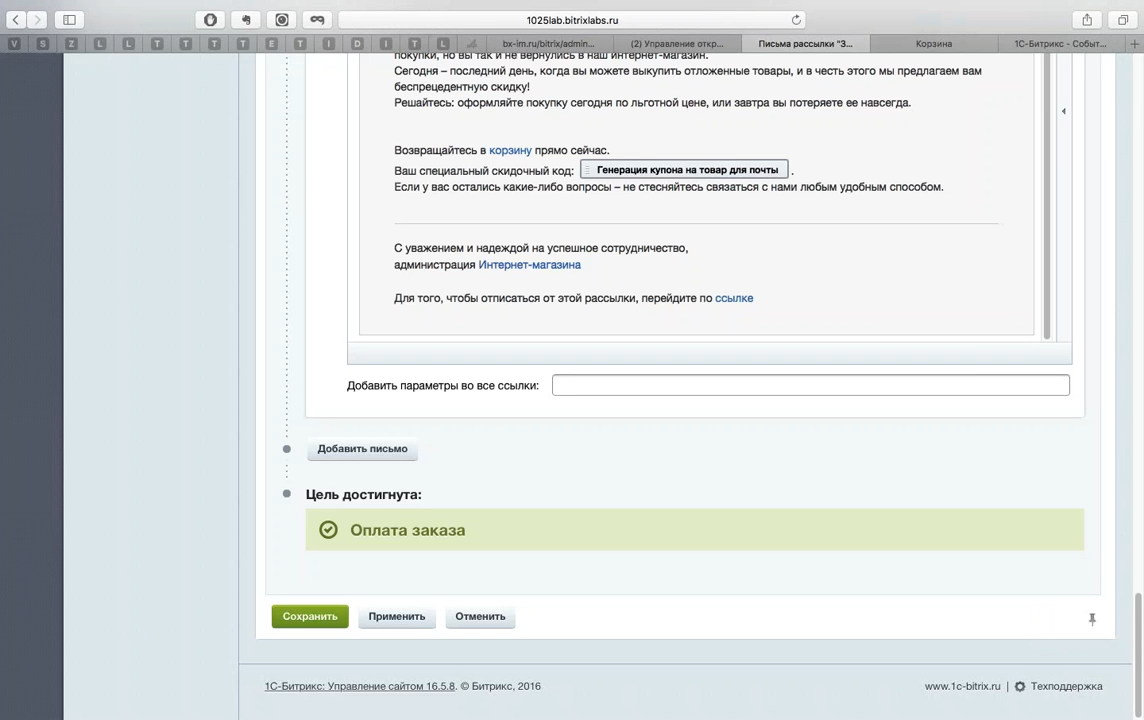 1025lab.bitrixlabs.ru
V S Z L L T T T T E T I D I T L bx-im.ru/bitrix/admin... (2) Управление откр... Письма рассылки "З... Корзина 1С-Битрикс - Событ... +
покупки, но вы так и не вернулись в наш интернет-магазин.
Сегодня – последний день, когда вы можете выкупить отложенные товары, и в честь этого мы предлагаем вам
беспрецедентную скидку!
Решайтесь: оформляйте покупку сегодня по льготной цене, или завтра вы потеряете ее навсегда.
Возвращайтесь в корзину прямо сейчас.
Ваш специальный скидочный код: Генерация купона на товар для почты .
Если у вас остались какие-либо вопросы – не стесняйтесь связаться с нами любым удобным способом.
С уважением и надеждой на успешное сотрудничество,
администрация Интернет-магазина
Для того, чтобы отписаться от этой рассылки, перейдите по ссылке
Добавить параметры во все ссылки:
Добавить письмо
Цель достигнута:
Оплата заказа
Сохранить Применить Отменить
1С-Битрикс: Управление сайтом 16.5.8. © Битрикс, 2016 www.1c-bitrix.ru | Техподдержка